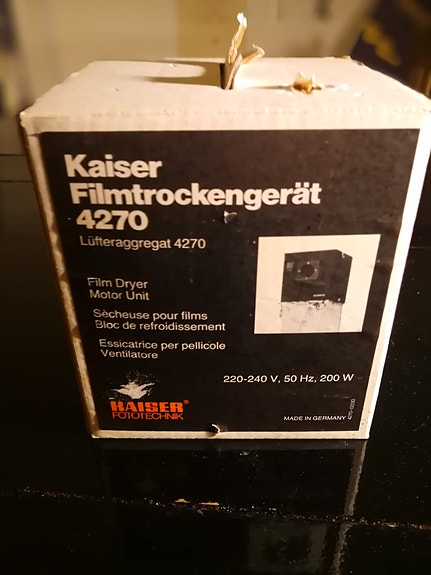 Kaiser
Filmtrockengerät
4270
Lüfteraggregat 4270
Film Dryer
Motor Unit
Sècheuse pour films
Bloc de refroidissement
Essicatrice per pellicole
Ventilatore
220-240 V, 50 Hz, 200 W
KAISER®
FOTOTECHNIK
MADE IN GERMANY